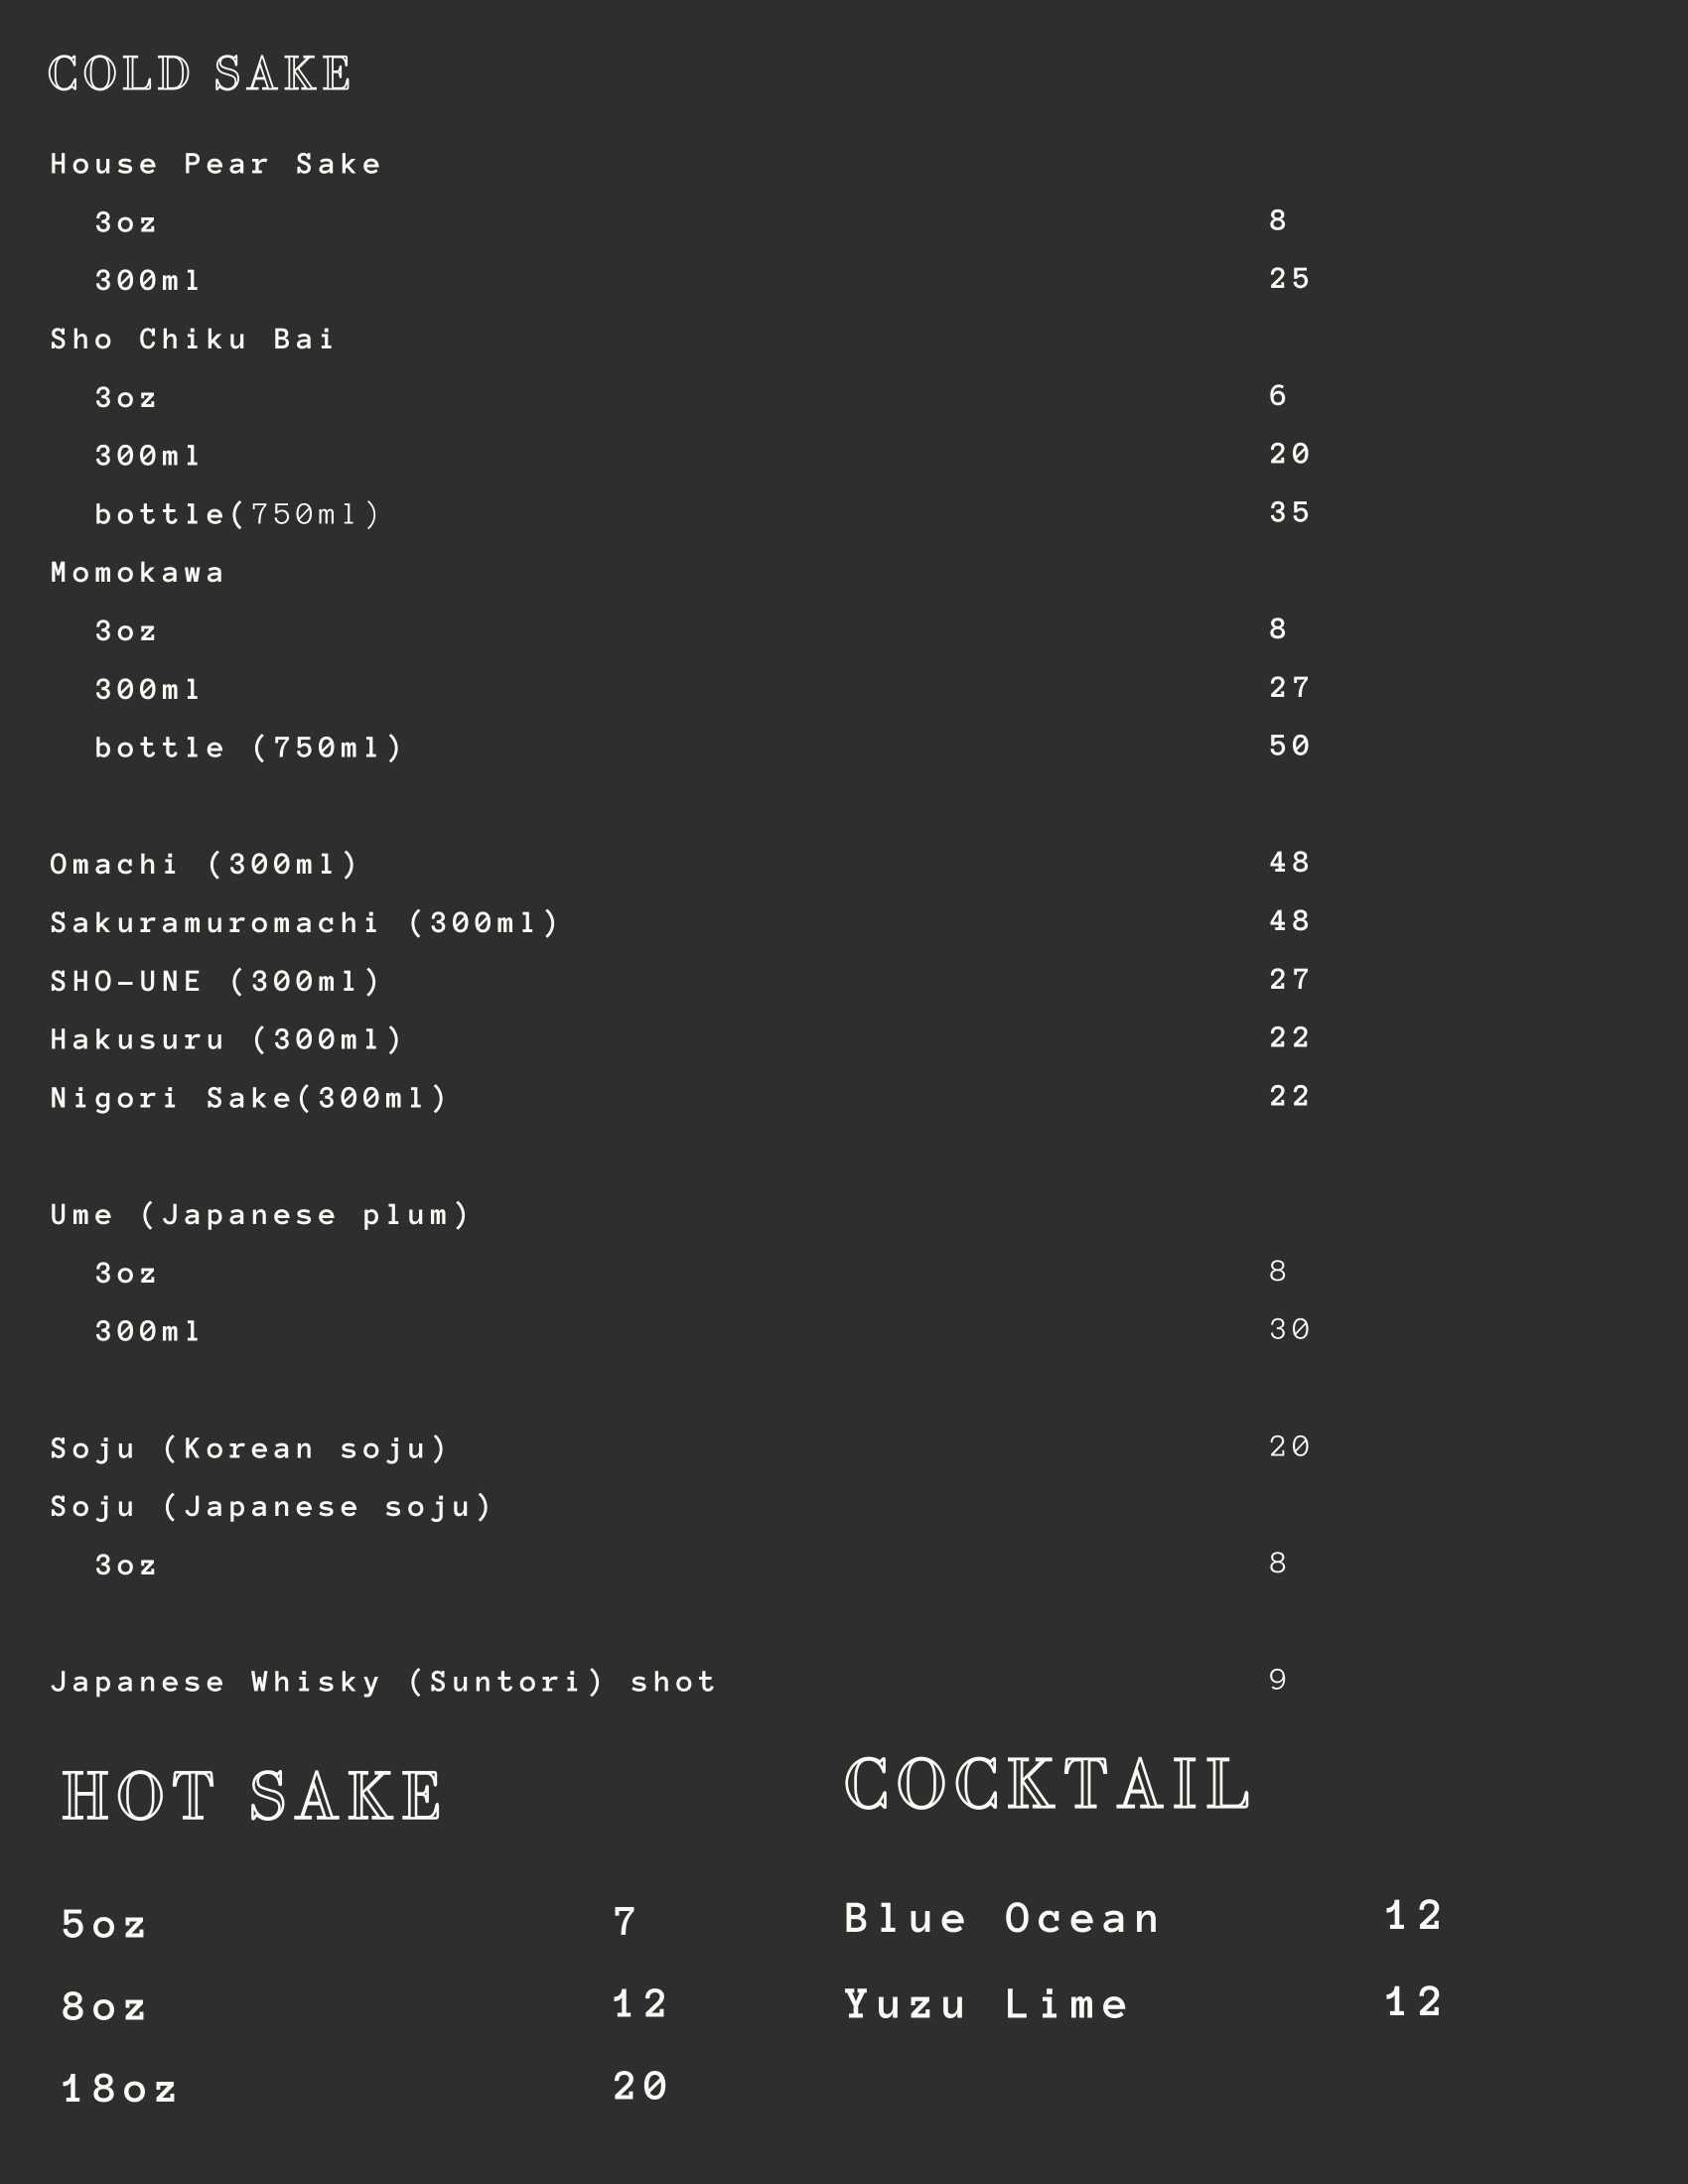 COLD SAKE
House Pear Sake
3oz 8
300ml 25
Sho Chiku Bai
3oz 6
300ml 20
bottle(750ml) 35
Momokawa
3oz 8
300ml 27
bottle (750ml) 50
Omachi (300ml) 48
Sakuramuromachi (300ml) 48
SHO-UNE (300ml) 27
Hakusuru (300ml) 22
Nigori Sake(300ml) 22
Ume (Japanese plum)
3oz 8
300ml 30
Soju (Korean soju) 20
Soju (Japanese soju)
3oz 8
Japanese Whisky (Suntori) shot 9
HOT SAKE
5oz 7
8oz 12
18oz 20
COCKTAIL
Blue Ocean 12
Yuzu Lime 12